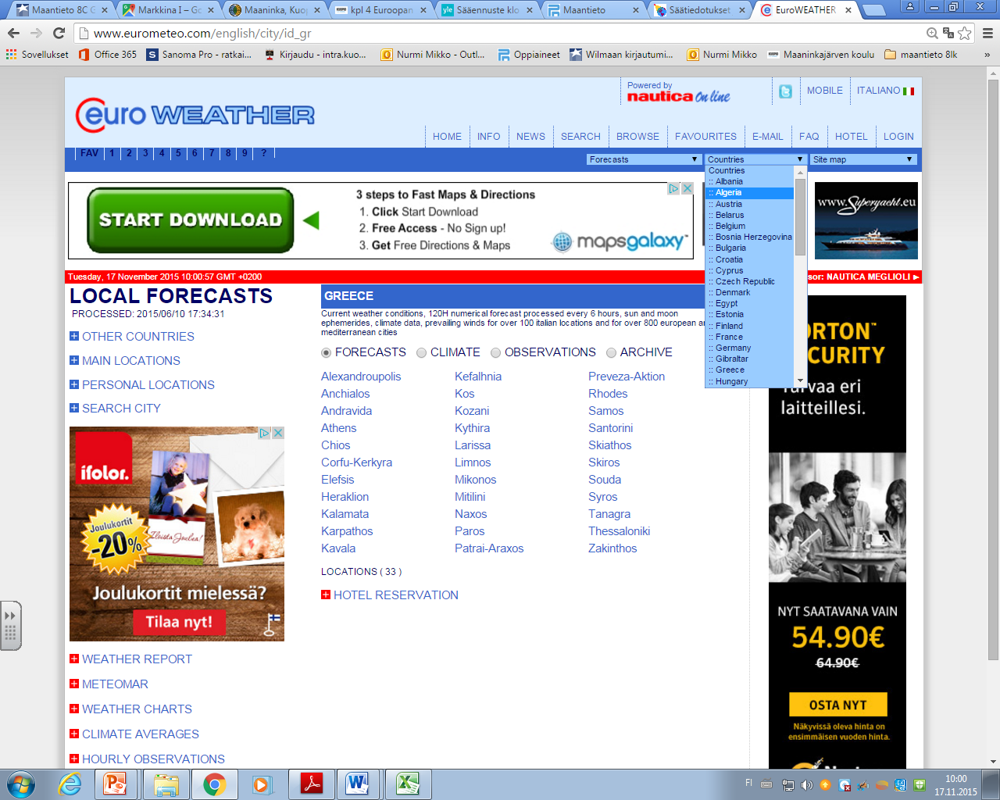 Maantieto 8C G
Markkina I – Go
Maaninka, Kuop
kpl 4 Euroopan
Sääennuste klo
Maantieto
Säätiedotukset
EuroWEATHER
www.eurometeo.com/english/city/id_gr
Sovellukset
Office 365
Sanoma Pro - ratkai...
Kirjaudu - intra.kuo...
Nurmi Mikko - Outl...
Oppiaineet
Wilmaan kirjautumi...
Nurmi Mikko
Maaninkajärven koulu
maantieto 8lk
»
euro WEATHER
Powered by
nautica On line
MOBILE
ITALIANO
HOME
INFO
NEWS
SEARCH
BROWSE
FAVOURITES
E-MAIL
FAQ
HOTEL
LOGIN
FAV 1 2 3 4 5 6 7 8 9 ?
Forecasts
Countries
Site map
Countries
:: Albania
:: Algeria
:: Austria
:: Belarus
:: Belgium
:: Bosnia Herzegovina
:: Bulgaria
:: Croatia
:: Cyprus
:: Czech Republic
:: Denmark
:: Egypt
:: Estonia
:: Finland
:: France
:: Germany
:: Gibraltar
:: Greece
:: Hungary
START DOWNLOAD
3 steps to Fast Maps & Directions
1. Click Start Download
2. Free Access - No Sign up!
3. Get Free Directions & Maps
mapsgalaxy™
www.Superyacht.eu
Tuesday, 17 November 2015 10:00:57 GMT +0200
sor: NAUTICA MEGLIOLI
LOCAL FORECASTS
PROCESSED: 2015/06/10 17:34:31
OTHER COUNTRIES
MAIN LOCATIONS
PERSONAL LOCATIONS
SEARCH CITY
ifolor.
Joulukortit
-20%
Iloista Joulua!
Joulukortit mielessä?
Tilaa nyt!
WEATHER REPORT
METEOMAR
WEATHER CHARTS
CLIMATE AVERAGES
HOURLY OBSERVATIONS
GREECE
Current weather conditions, 120H numerical forecast processed every 6 hours, sun and moon
ephemerides, climate data, prevailing winds for over 100 italian locations and for over 800 european a
mediterranean cities
FORECASTS CLIMATE OBSERVATIONS ARCHIVE
Alexandroupolis Kefalhnia Preveza-Aktion
Anchialos Kos Rhodes
Andravida Kozani Samos
Athens Kythira Santorini
Chios Larissa Skiathos
Corfu-Kerkyra Limnos Skiros
Elefsis Mikonos Souda
Heraklion Mitilini Syros
Kalamata Naxos Tanagra
Karpathos Paros Thessaloniki
Kavala Patrai-Araxos Zakinthos
LOCATIONS ( 33 )
HOTEL RESERVATION
ORTON™
CURITY
rvaa eri
laitteillesi.
NYT SAATAVANA VAIN
54.90€
64.90€
OSTA NYT
Näkyvissä oleva hinta on
ensimmäisen vuoden hinta.
FI
10:00
17.11.2015